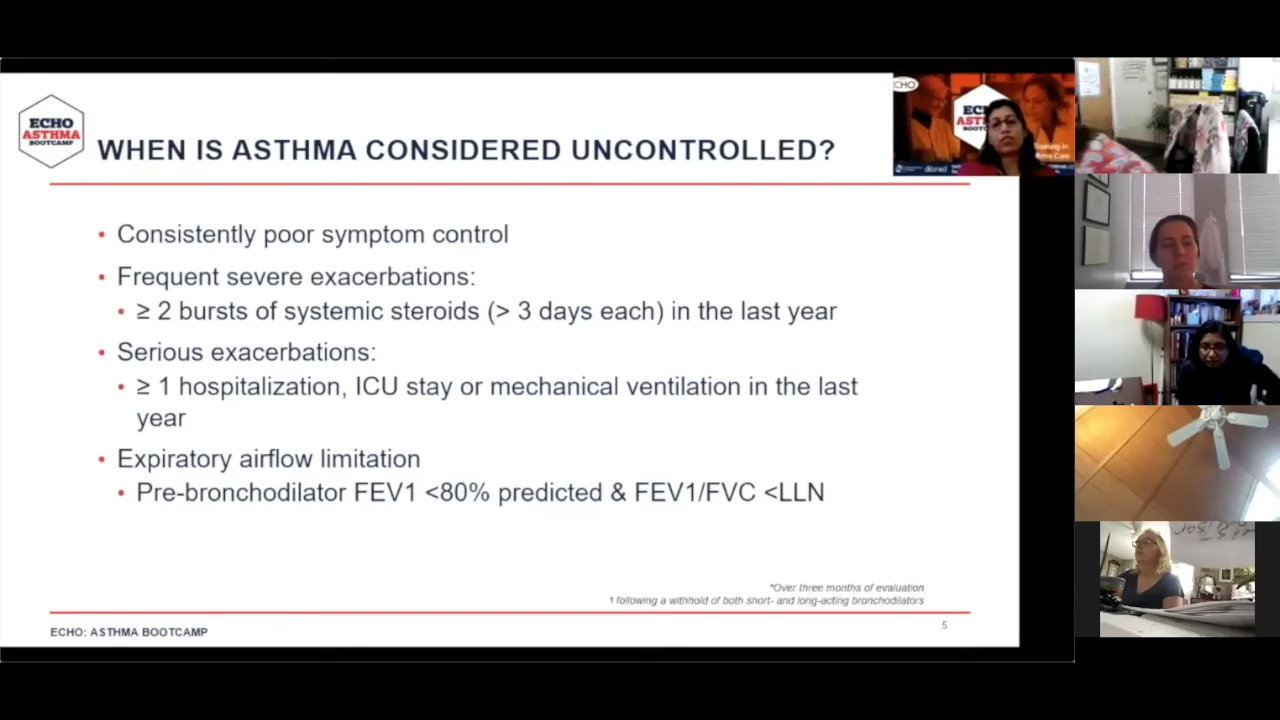 ECHO
ASTHMA
BOOTCAMP
WHEN IS ASTHMA CONSIDERED UNCONTROLLED?
• Consistently poor symptom control
• Frequent severe exacerbations:
• ≥ 2 bursts of systemic steroids (> 3 days each) in the last year
• Serious exacerbations:
• ≥ 1 hospitalization, ICU stay or mechanical ventilation in the last
year
• Expiratory airflow limitation
• Pre-bronchodilator FEV1 <80% predicted & FEV1/FVC <LLN
*Over three months of evaluation
† following a withhold of both short- and long-acting bronchodilators
ECHO: ASTHMA BOOTCAMP
5